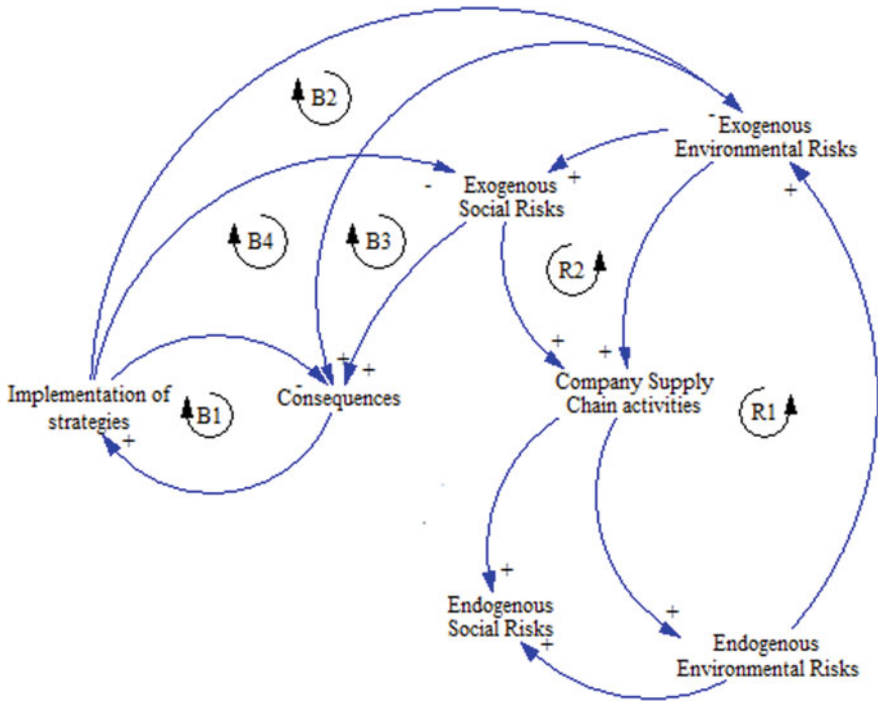 B2
-
Exogenous
Environmental Risks
+
-
Exogenous
Social Risks
+
B4
B3
R2
+
+
+
+
Implementation of
strategies
+
-
Consequences
B1
Company Supply
Chain activities
R1
+
+
Endogenous
Social Risks
+
Endogenous
Environmental Risks